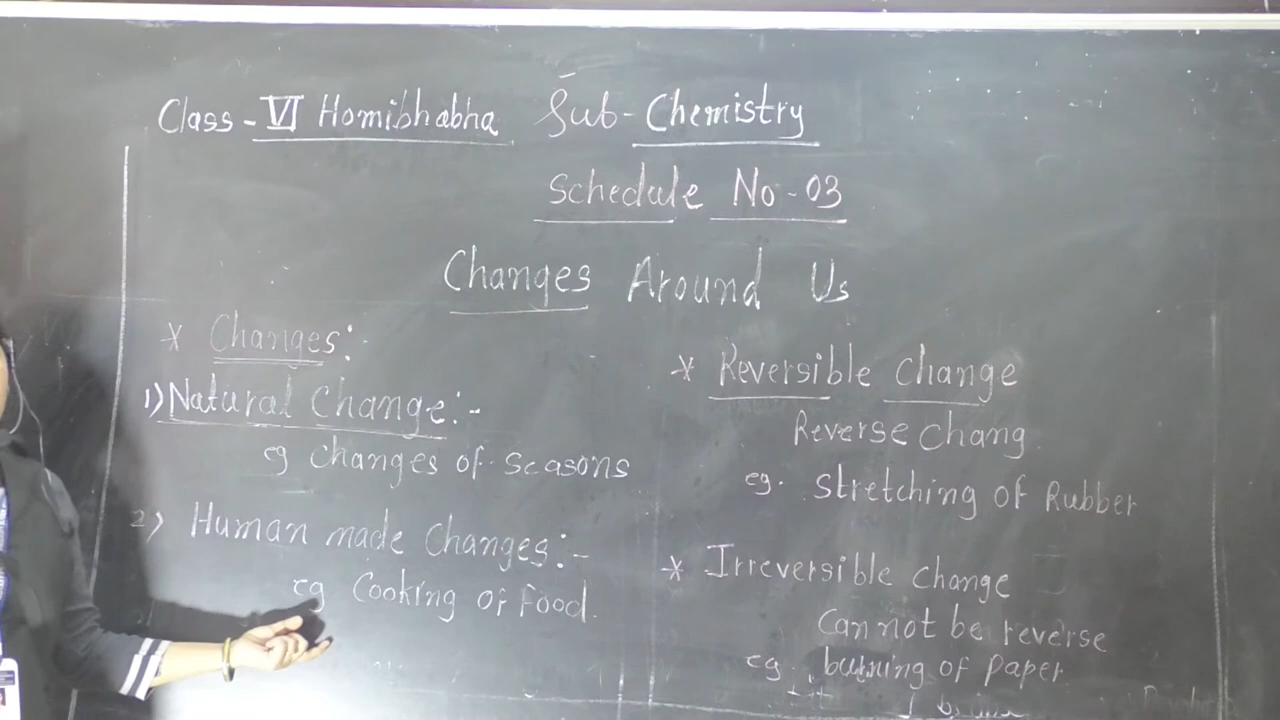 Class - VI Homibhabha Sub - Chemistry
Schedule No - 03
Changes Around Us
* Changes :-
1) Natural Change :-
eg Changes of seasons
2) Human made Changes :-
eg Cooking of Food.
* Reversible Change
Reverse Chang
eg. Stretching of Rubber
* Irreversible Change
Can not be reverse
eg. burning of paper